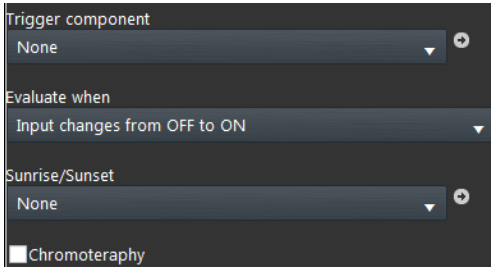 Trigger component
None
Evaluate when
Input changes from OFF to ON
Sunrise/Sunset
None
Chromoteraphy